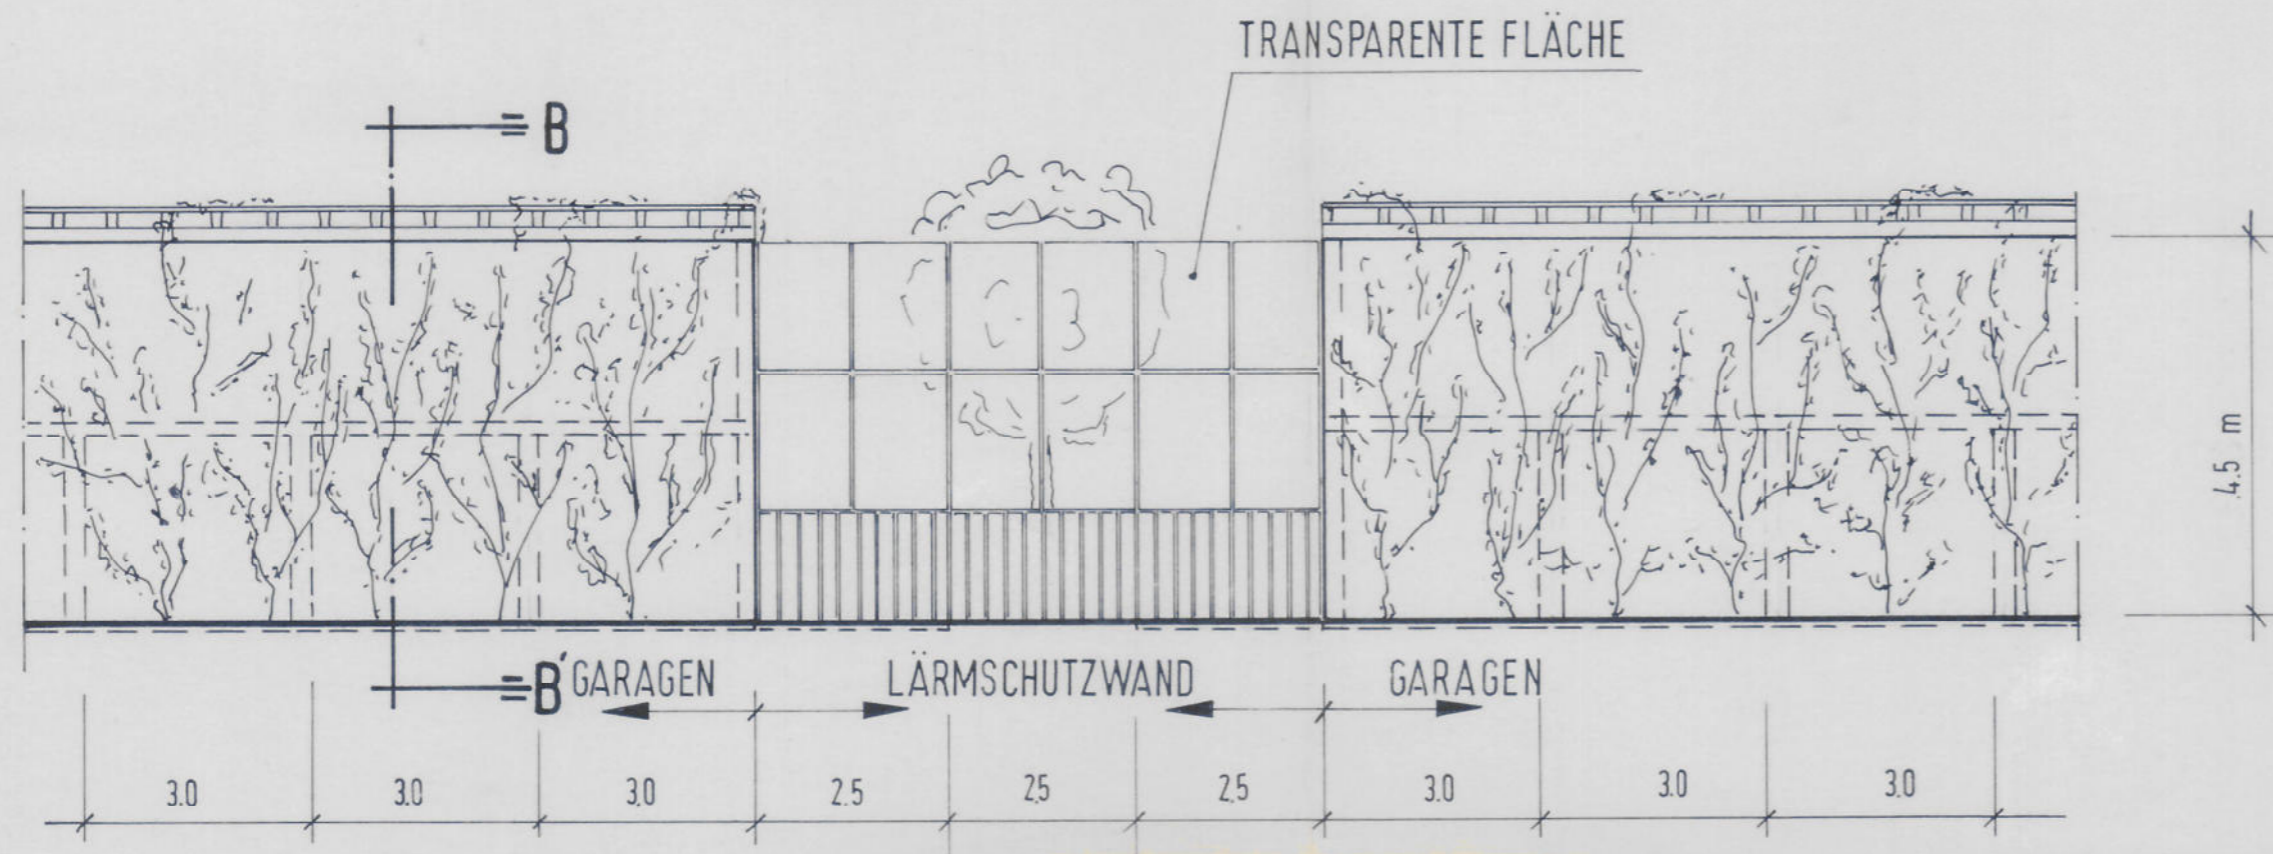 TRANSPARENTE FLÄCHE
B
4.5 m
B' GARAGEN LÄRMSCHUTZWAND GARAGEN
3.0 3.0 3.0 2.5 2.5 2.5 3.0 3.0 3.0